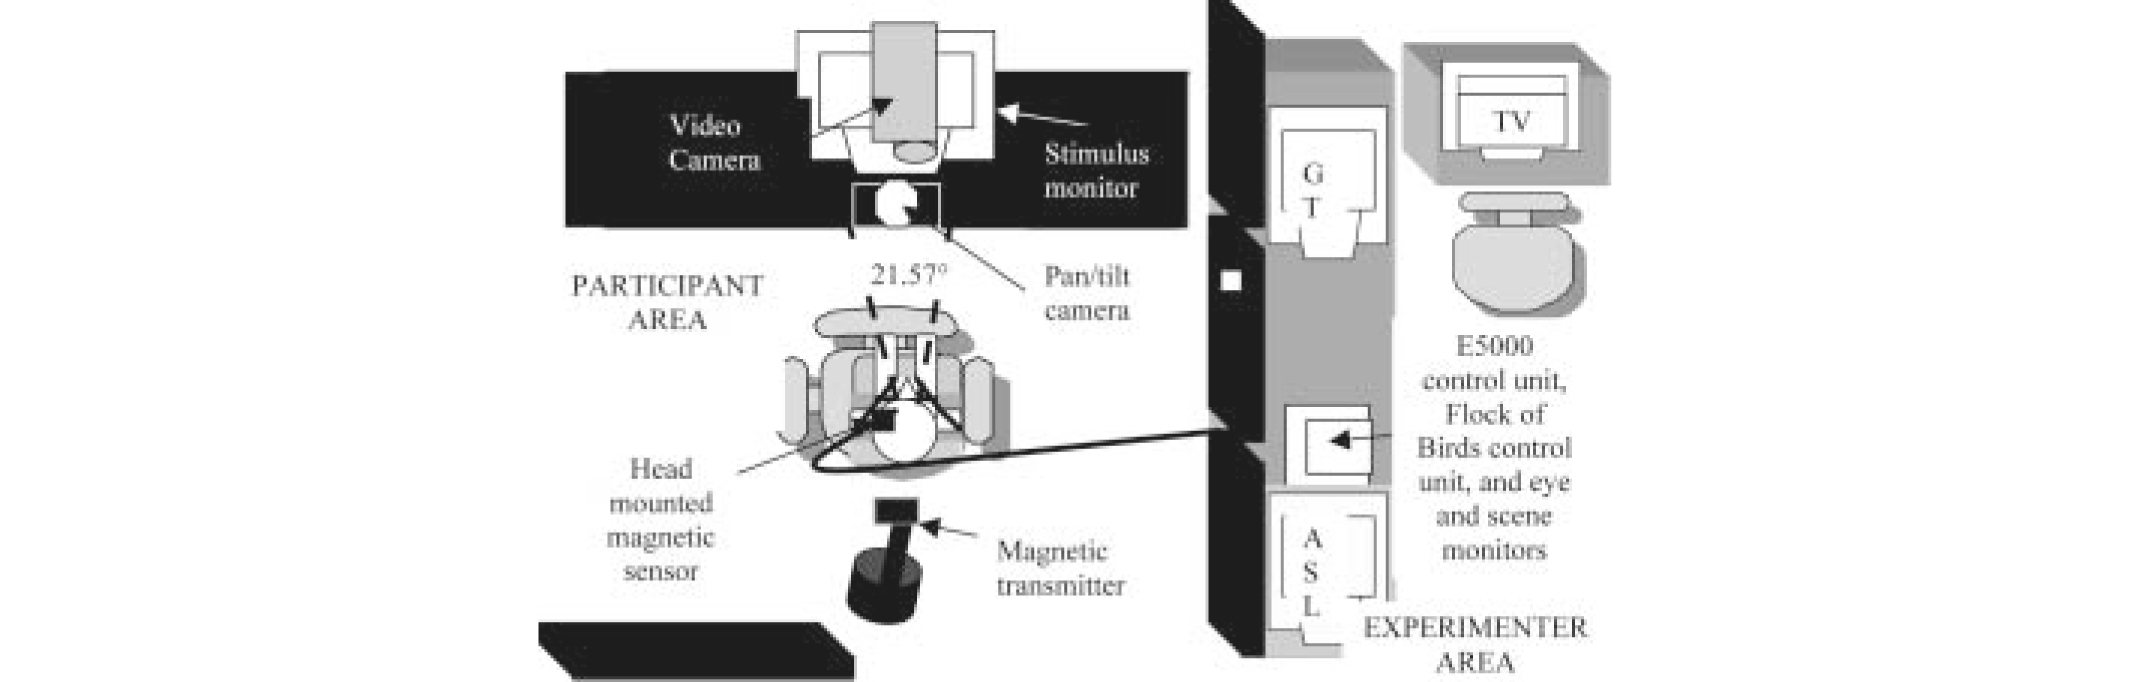 Video
Camera
Stimulus
monitor
PARTICIPANT
AREA
21.57°
Pan/tilt
camera
Head
mounted
magnetic
sensor
Magnetic
transmitter
G
T
TV
E5000
control unit,
Flock of
Birds control
unit, and eye
and scene
monitors
A
S
L
EXPERIMENTER
AREA